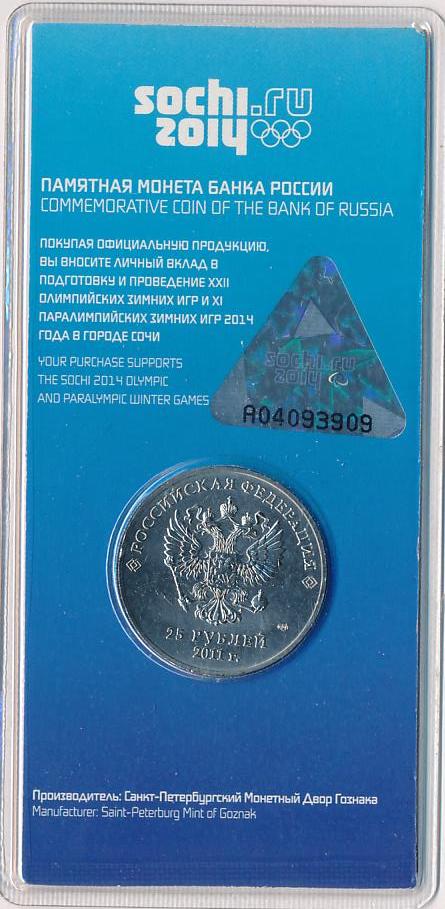 sochi.ru
2014
ПАМЯТНАЯ МОНЕТА БАНКА РОССИИ
COMMEMORATIVE COIN OF THE BANK OF RUSSIA
ПОКУПАЯ ОФИЦИАЛЬНУЮ ПРОДУКЦИЮ,
ВЫ ВНОСИТЕ ЛИЧНЫЙ ВКЛАД В
ПОДГОТОВКУ И ПРОВЕДЕНИЕ XXII
ОЛИМПИЙСКИХ ЗИМНИХ ИГР И XI
ПАРАЛИМПИЙСКИХ ЗИМНИХ ИГР 2014
ГОДА В ГОРОДЕ СОЧИ
YOUR PURCHASE SUPPORTS
THE SOCHI 2014 OLYMPIC
AND PARALYMPIC WINTER GAMES
sochi.ru
2014
A04093909
РОССИЙСКАЯ ФЕДЕРАЦИЯ
25 РУБЛЕЙ
2011 г.
Производитель: Санкт-Петербургский Монетный Двор Гознака
Manufacturer: Saint-Peterburg Mint of Goznak